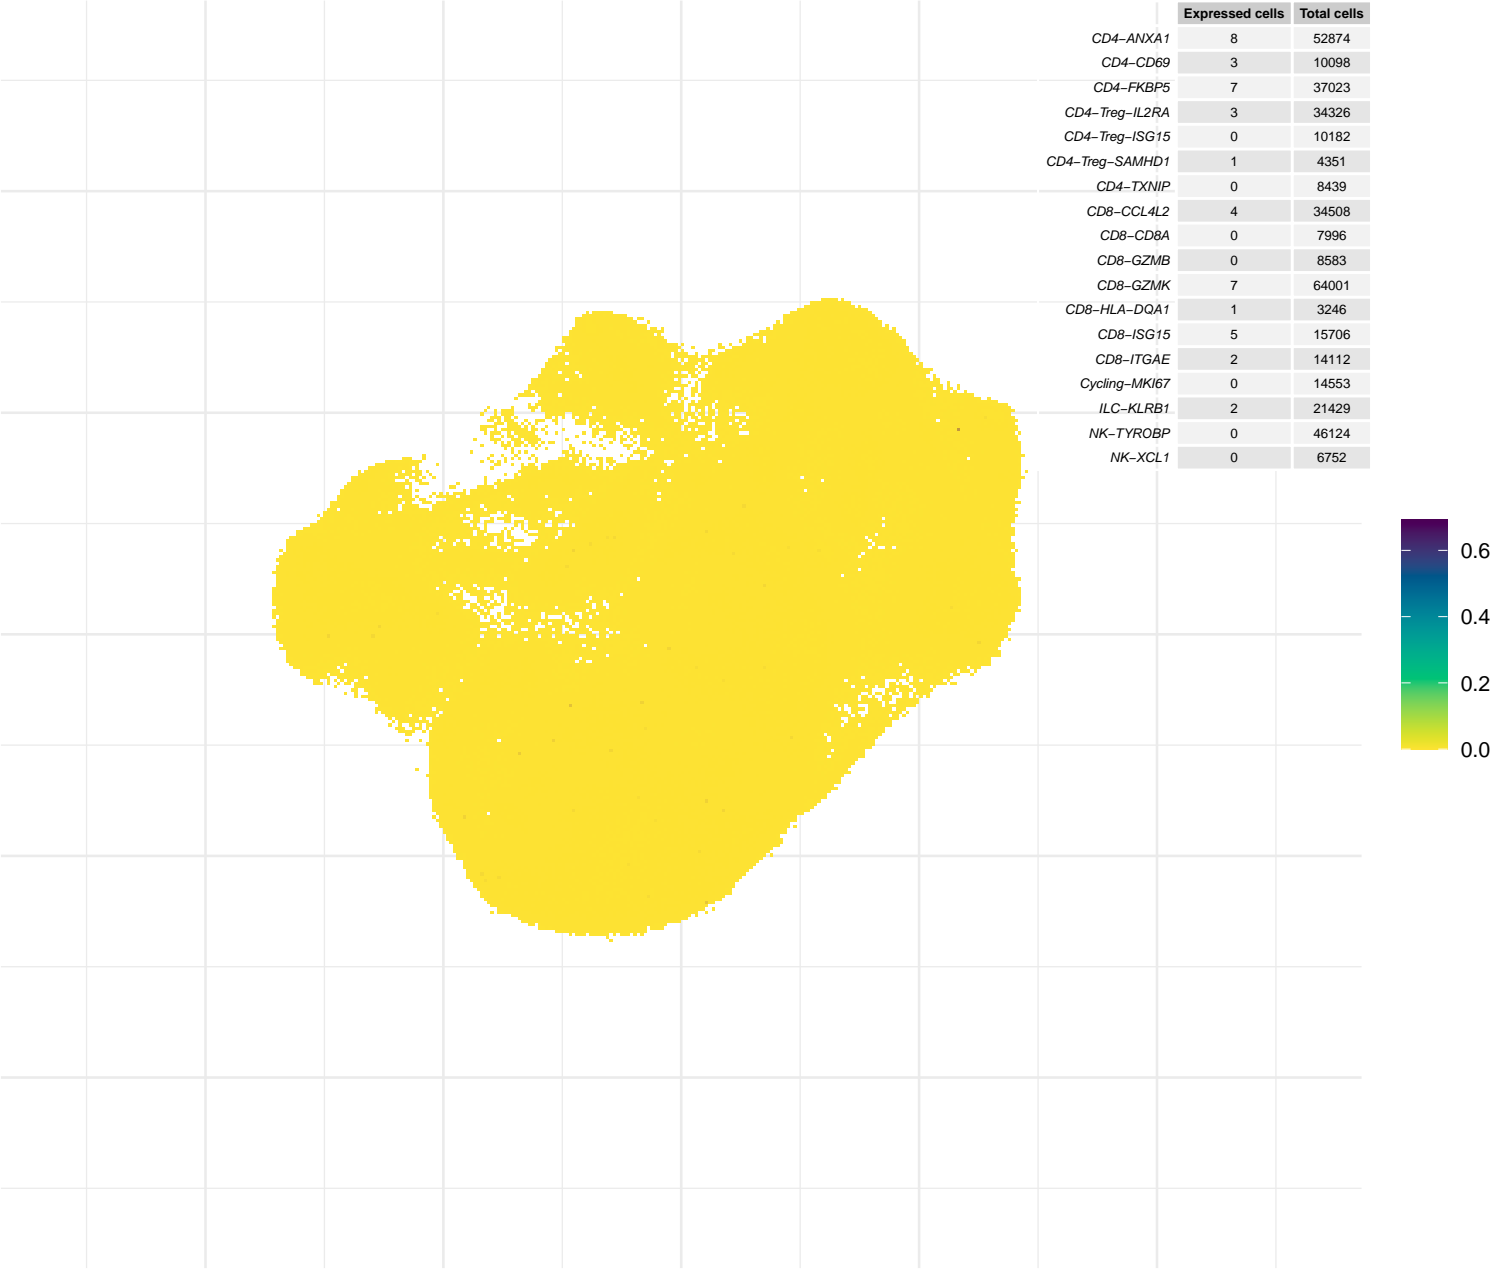 Expressed cells Total cells
CD4−ANXA1 8 52874
CD4−CD69 3 10098
CD4−FKBP5 7 37023
CD4−Treg−IL2RA 3 34326
CD4−Treg−ISG15 0 10182
CD4−Treg−SAMHD1 1 4351
CD4−TXNIP 0 8439
CD8−CCL4L2 4 34508
CD8−CD8A 0 7996
CD8−GZMB 0 8583
CD8−GZMK 7 64001
CD8−HLA−DQA1 1 3246
CD8−ISG15 5 15706
CD8−ITGAE 2 14112
Cycling−MKI67 0 14553
ILC−KLRB1 2 21429
NK−TYROBP 0 46124
NK−XCL1 0 6752
0.6
0.4
0.2
0.0